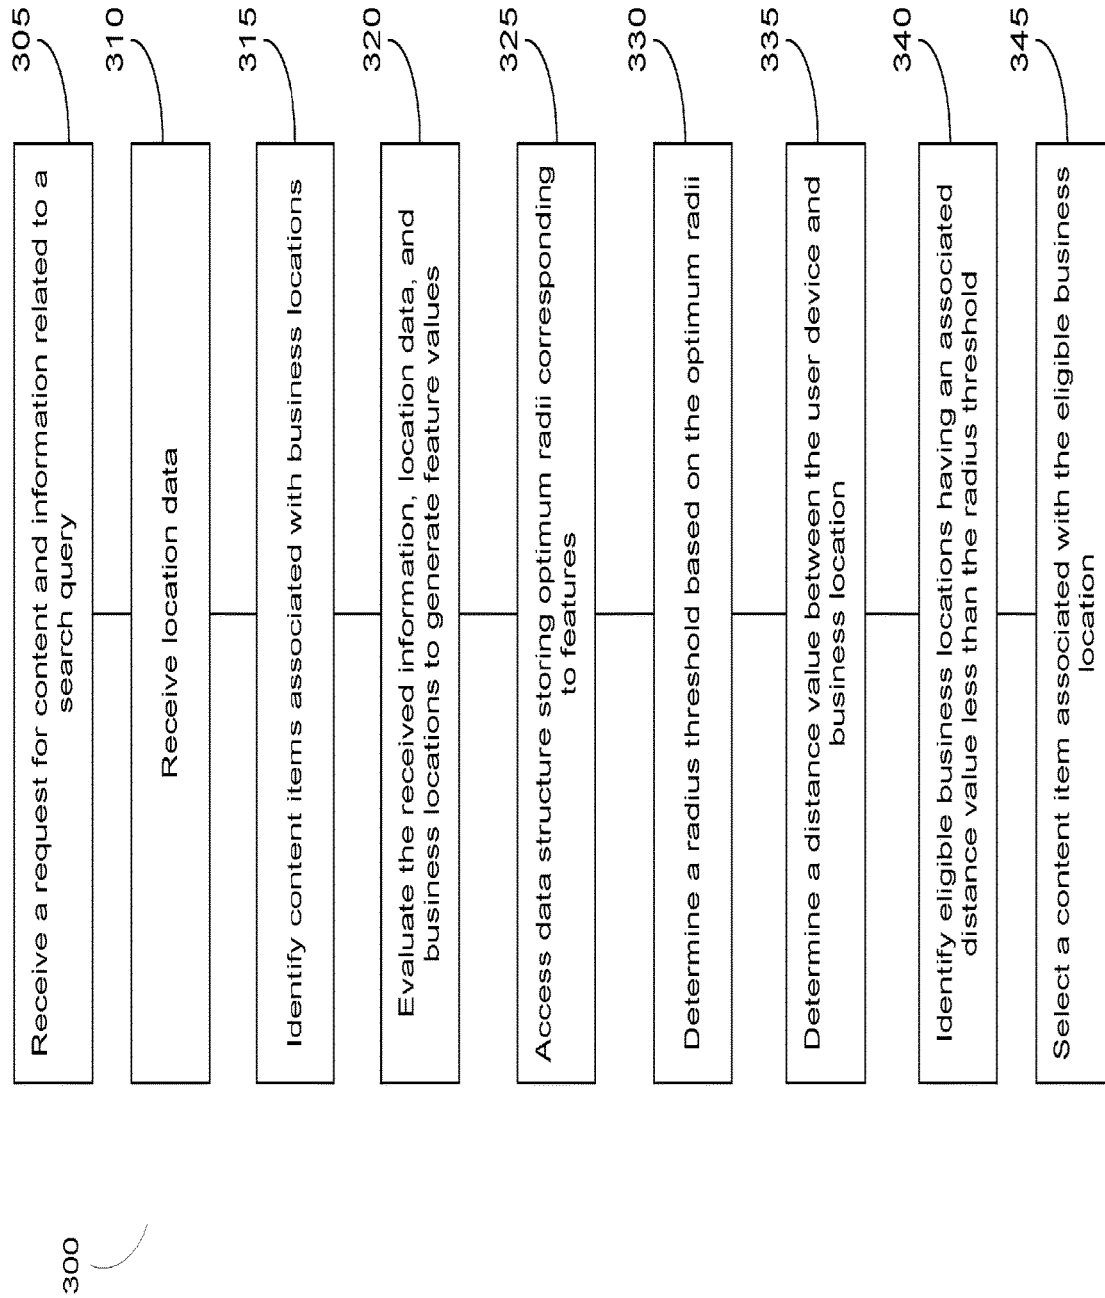 300
305
Receive a request for content and information related to a
search query
310
Receive location data
315
Identify content items associated with business locations
320
Evaluate the received information, location data, and
business locations to generate feature values
325
Access data structure storing optimum radii corresponding
to features
330
Determine a radius threshold based on the optimum radii
335
Determine a distance value between the user device and
business location
340
Identify eligible business locations having an associated
distance value less than the radius threshold
345
Select a content item associated with the eligible business
location